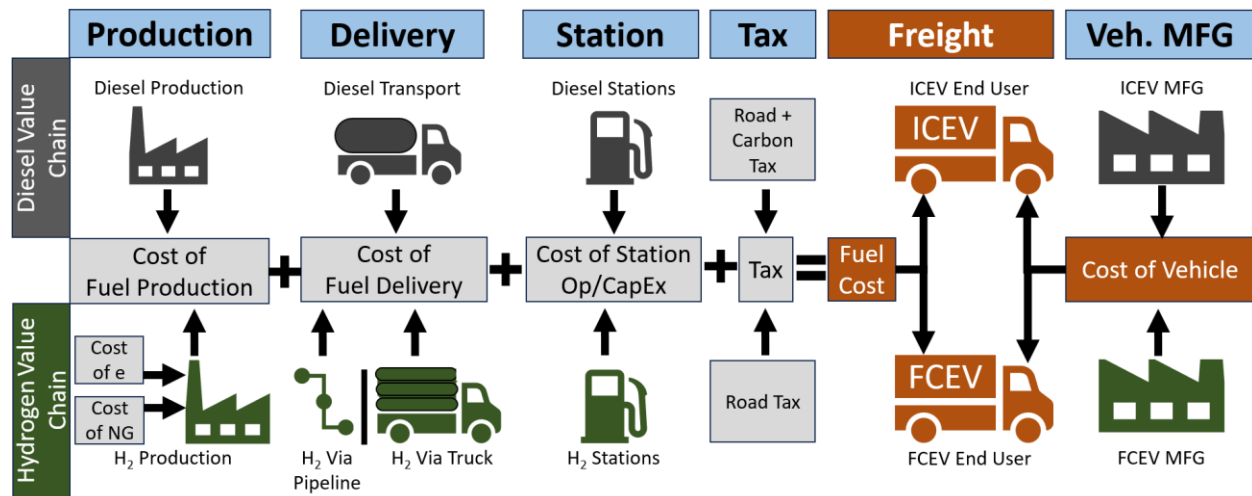 Production
Delivery
Station
Tax
Freight
Veh. MFG
Diesel Value
Chain
Diesel Production
Diesel Transport
Diesel Stations
Road +
Carbon
Tax
ICEV End User
ICEV
ICEV MFG
Cost of
Fuel Production
+
Cost of
Fuel Delivery
+
Cost of Station
Op/CapEx
+
Tax
=
Fuel
Cost
Cost of Vehicle
Hydrogen Value
Chain
Cost
of e
Cost
of NG
H₂ Production
H₂ Via
Pipeline
H₂ Via Truck
H₂ Stations
Road Tax
FCEV
FCEV End User
FCEV MFG